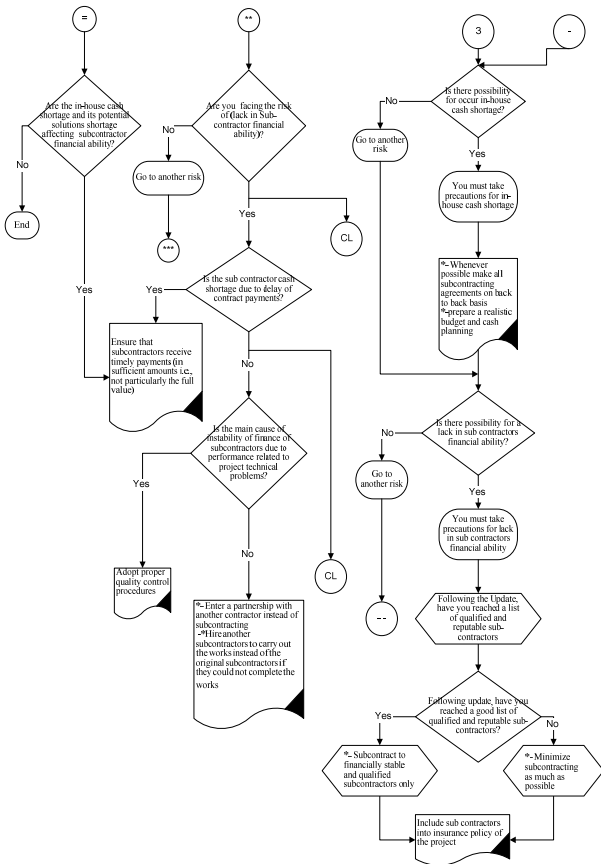 =
Are the in-house cash
shortage and its potential
solutions shortage
affecting subcontractor
financial ability?
No
End
Yes
Ensure that
subcontractors receive
timely payments (in
sufficient amounts i.e.,
not particularly the full
value)
**
Are you facing the risk
of (lack in Sub-
contractor financial
ability)?
No
Go to another risk
***
Yes
CL
Is the sub contractor cash
shortage due to delay of
contract payments?
Yes
No
Is the main cause of
instability of finance of
subcontractors due to
performance related to
project technical
problems?
Yes
Adopt proper
quality control
procedures
No
CL
*- Enter a partnership with
another contractor instead of
subcontracting
-*Hire another
subcontractors to carry out
the works instead of the
original subcontractors if
they could not complete the
works
3
-
Is there possibility
for occur in-house
cash shortage?
No
Go to another
risk
Yes
You must take
precautions for in-
house cash shortage
*- Whenever
possible make all
subcontracting
agreements on back
to back basis
*-prepare a realistic
budget and cash
planning
Is there possibility for a
lack in sub contractors
financial ability?
No
Go to
another risk
--
Yes
You must take
precautions for lack
in sub contractors
financial ability
Following the Update,
have you reached a list
of qualified and
reputable sub-
contractors
Following update, have you
reached a good list of
qualified and reputable sub-
contractors?
Yes
No
*- Subcontract to
financially stable
and qualified
subcontractors only
*- Minimize
subcontracting
as much as
possible
Include sub contractors
into insurance policy of
the project